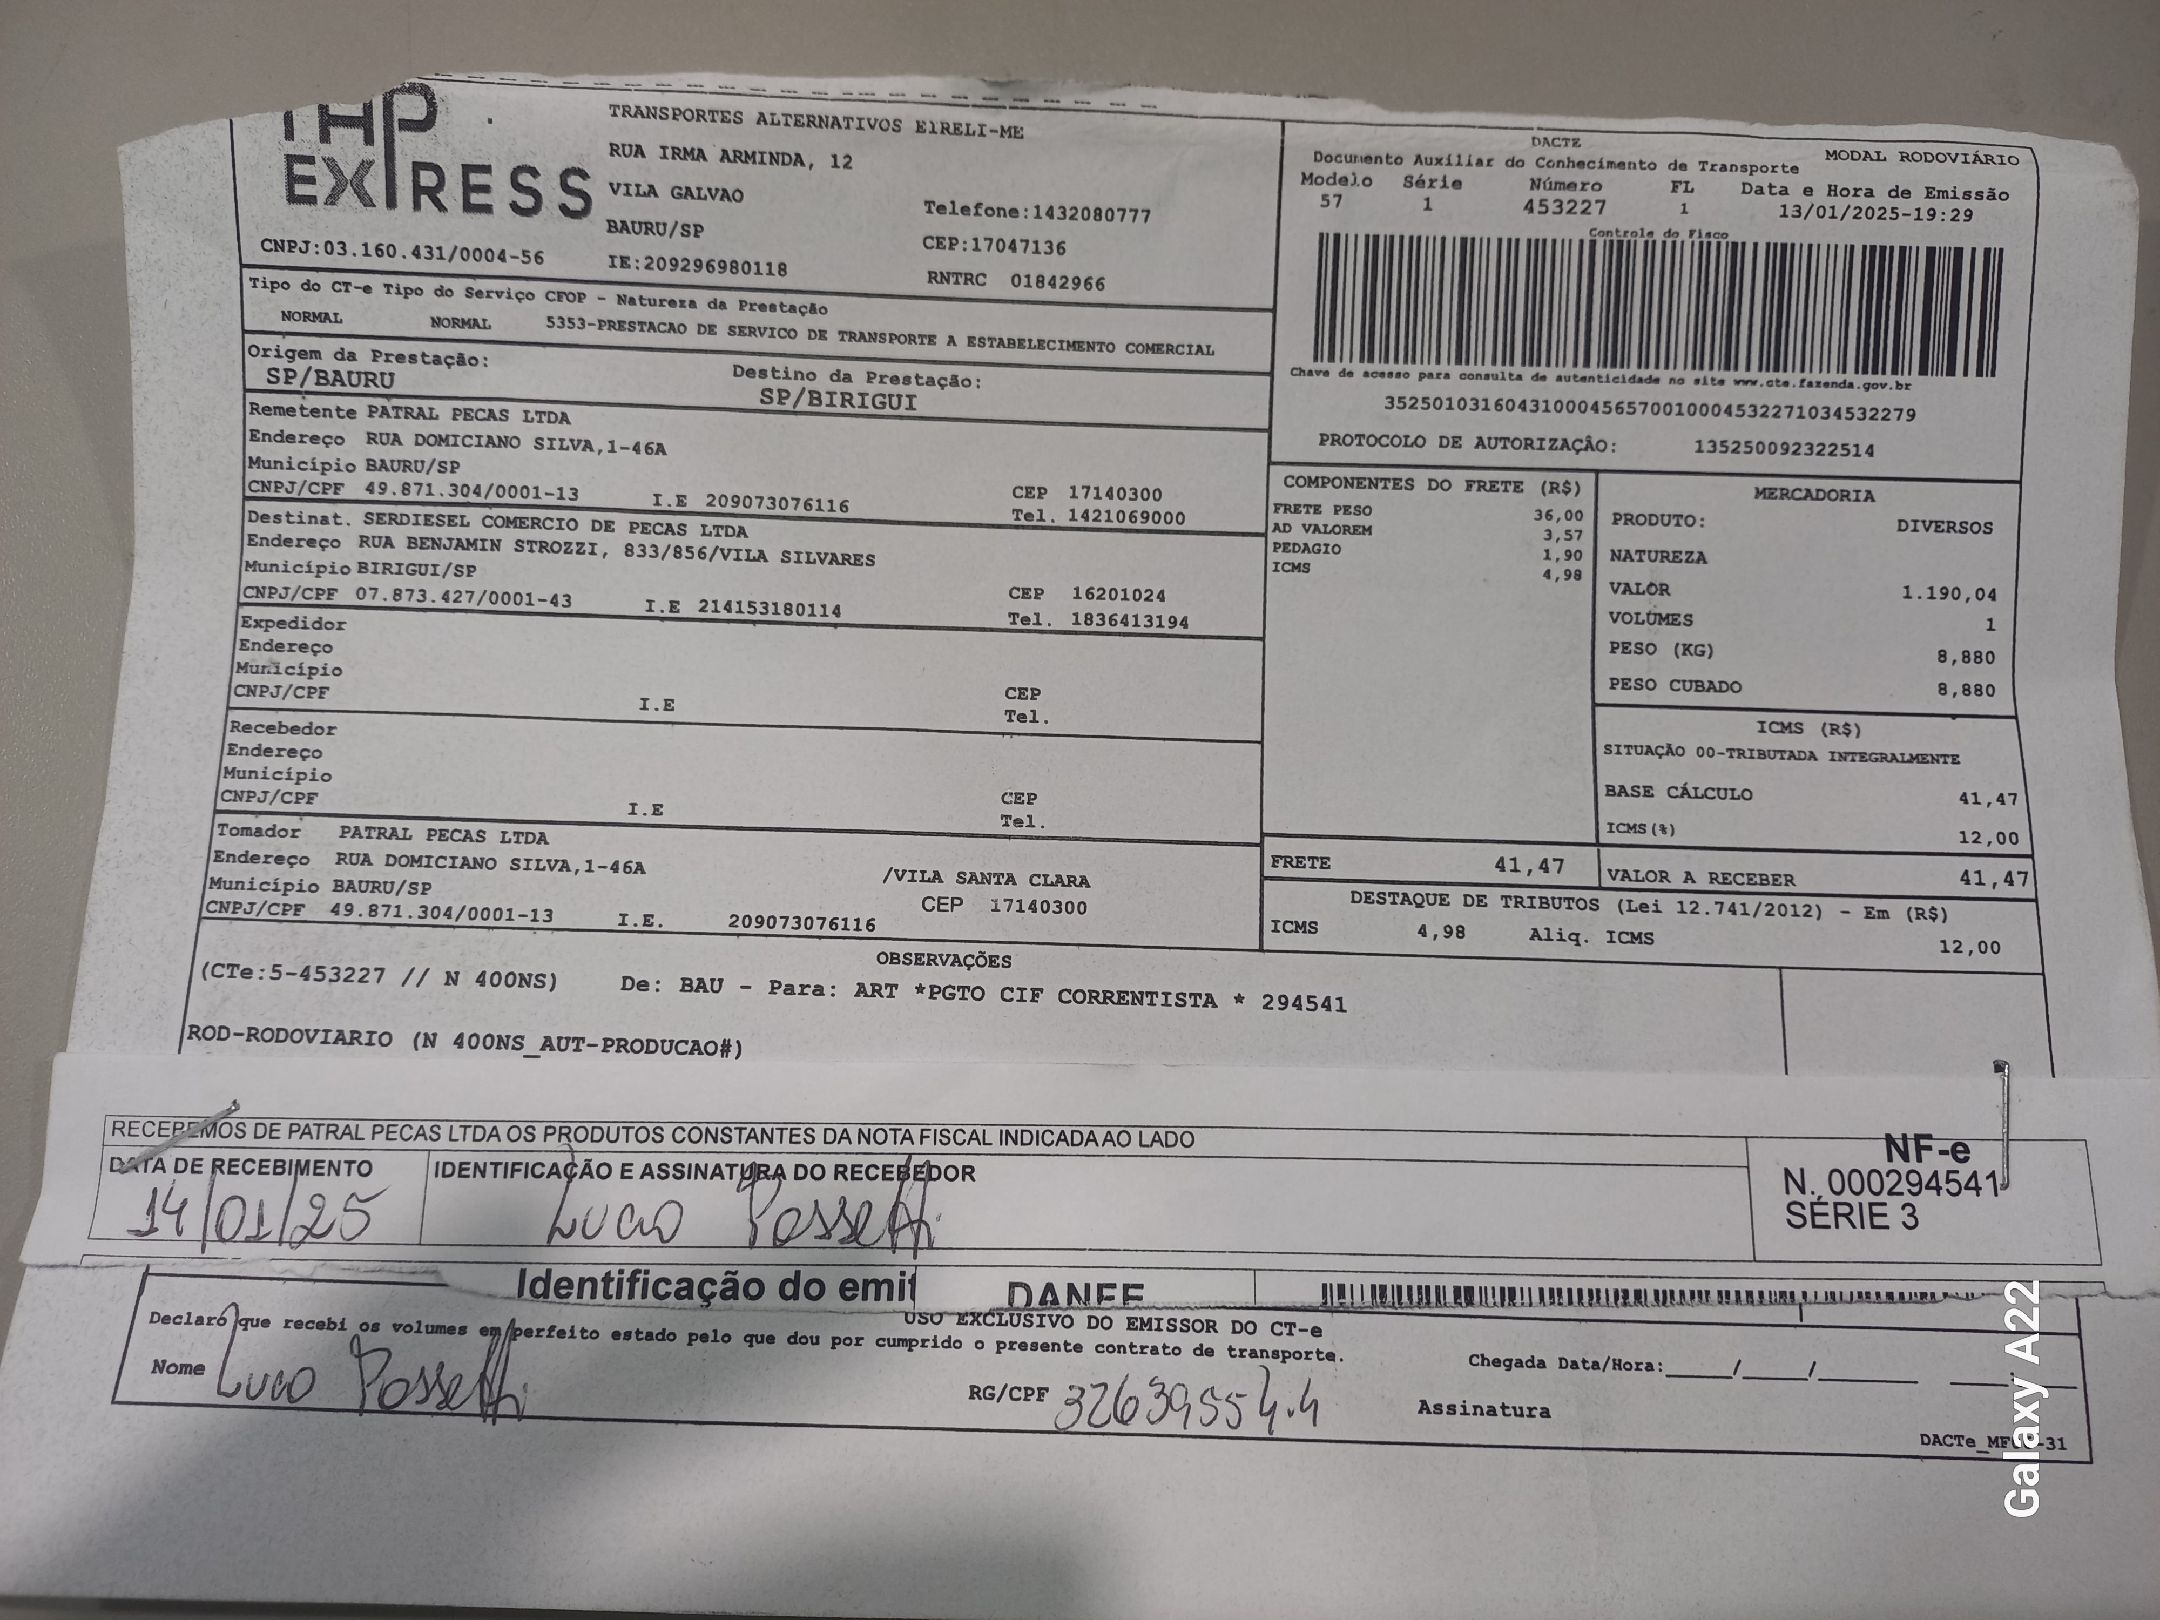 THP
EXPRESS
TRANSPORTES ALTERNATIVOS EIRELI-ME
RUA IRMA ARMINDA, 12
VILA GALVAO
BAURU/SP
Telefone:1432080777
CEP:17047136
CNPJ:03.160.431/0004-56
IE:209296980118
RNTRC 01842966
DACTE
MODAL RODOVIÁRIO
Documento Auxiliar do Conhecimento de Transporte
Modelo Série Número FL Data e Hora de Emissão
57 1 453227 1 13/01/2025-19:29
Controle do Fisco
Chave de acesso para consulta de autenticidade no site www.cte.fazenda.gov.br
35250103160431000456570010004532271034532279
PROTOCOLO DE AUTORIZAÇÂO: 135250092322514
Tipo do CT-e Tipo do Serviço CFOP - Natureza da Prestação
NORMAL NORMAL 5353-PRESTACAO DE SERVICO DE TRANSPORTE A ESTABELECIMENTO COMERCIAL
Origem da Prestação: Destino da Prestação:
SP/BAURU SP/BIRIGUI
Remetente PATRAL PECAS LTDA
Endereço RUA DOMICIANO SILVA,1-46A
Município BAURU/SP
CNPJ/CPF 49.871.304/0001-13 I.E 209073076116 CEP 17140300
Tel. 1421069000
Destinat. SERDIESEL COMERCIO DE PECAS LTDA
Endereço RUA BENJAMIN STROZZI, 833/856/VILA SILVARES
Município BIRIGUI/SP
CNPJ/CPF 07.873.427/0001-43 I.E 214153180114 CEP 16201024
Tel. 1836413194
Expedidor
Endereço
Município
CNPJ/CPF I.E CEP
Tel.
Recebedor
Endereço
Município
CNPJ/CPF I.E CEP
Tel.
Tomador PATRAL PECAS LTDA
Endereço RUA DOMICIANO SILVA,1-46A /VILA SANTA CLARA
Município BAURU/SP CEP 17140300
CNPJ/CPF 49.871.304/0001-13 I.E. 209073076116
COMPONENTES DO FRETE (R$)
FRETE PESO 36,00
AD VALOREM 3,57
PEDAGIO 1,90
ICMS 4,98
MERCADORIA
PRODUTO: DIVERSOS
NATUREZA
VALOR 1.190,04
VOLUMES 1
PESO (KG) 8,880
PESO CUBADO 8,880
ICMS (R$)
SITUAÇÃO 00-TRIBUTADA INTEGRALMENTE
BASE CÁLCULO 41,47
ICMS(%) 12,00
FRETE 41,47 VALOR A RECEBER 41,47
DESTAQUE DE TRIBUTOS (Lei 12.741/2012) - Em (R$)
ICMS 4,98 Aliq. ICMS 12,00
OBSERVAÇÕES
(CTe:5-453227 // N 400NS) De: BAU - Para: ART *PGTO CIF CORRENTISTA * 294541
ROD-RODOVIARIO (N 400NS_AUT-PRODUCAO#)
RECEBEMOS DE PATRAL PECAS LTDA OS PRODUTOS CONSTANTES DA NOTA FISCAL INDICADA AO LADO
DATA DE RECEBIMENTO IDENTIFICAÇÃO E ASSINATURA DO RECEBEDOR
14/01/25 Lucio Possetti
NF-e
N. 000294541
SÉRIE 3
Identificação do emit
DANFE
USO EXCLUSIVO DO EMISSOR DO CT-e
Declaro que recebi os volumes em perfeito estado pelo que dou por cumprido o presente contrato de transporte.
Nome Lucio Possetti
RG/CPF 32639554.4
Chegada Data/Hora:_____/_____/_______ _______
Assinatura
-31
Galaxy A22